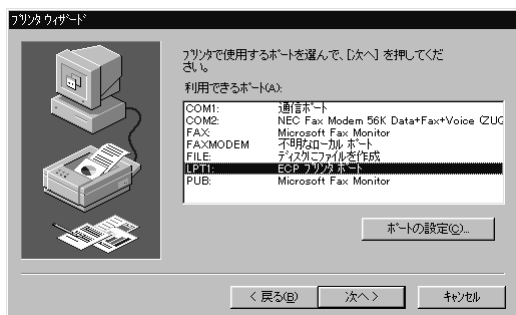 プリンタ ウィザード
プリンタで使用するポートを選んで、[次へ] を押してくだ
さい。
利用できるポート(A):
COM1: 通信ポート
COM2: NEC Fax Modem 56K Data+Fax+Voice (ZUC
FAX: Microsoft Fax Monitor
FAXMODEM 不明なローカル ポート
FILE: ディスクにファイルを作成
LPT1: ECP プリンタ ポート
PUB: Microsoft Fax Monitor
ポートの設定(C)...
< 戻る(B)
次へ >
キャンセル